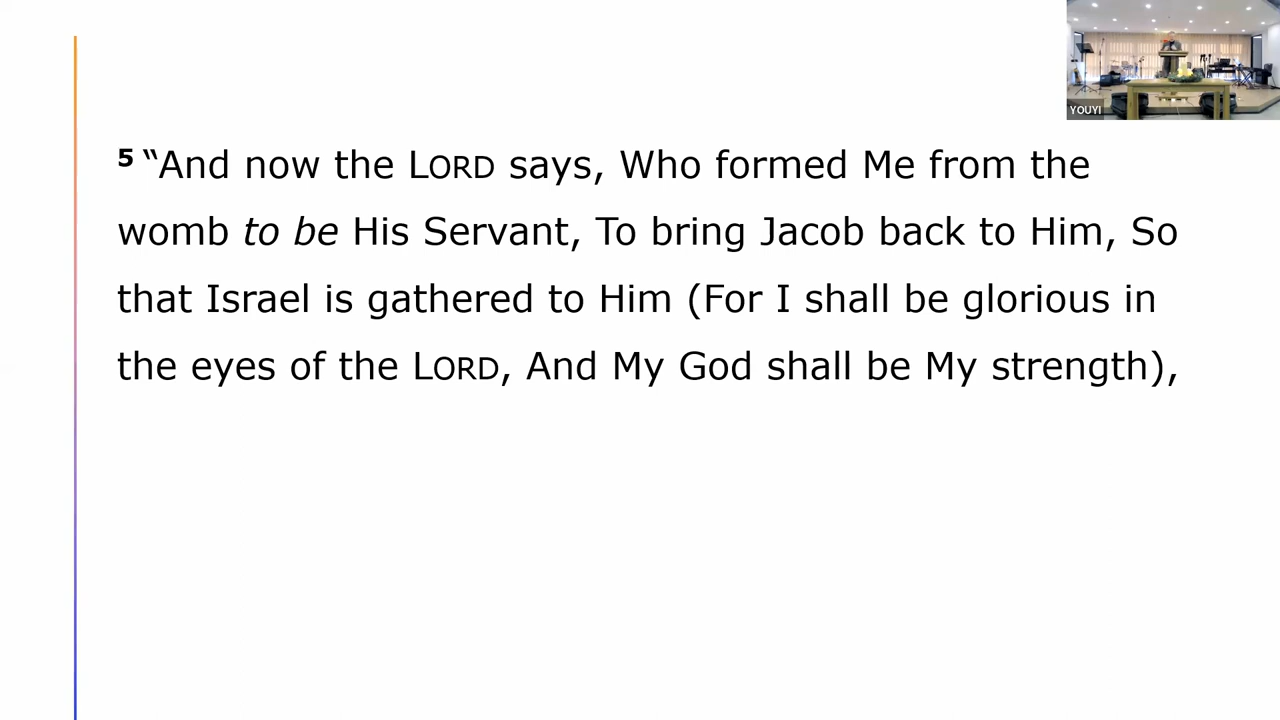 YOUYI
5 “And now the LORD says, Who formed Me from the
womb to be His Servant, To bring Jacob back to Him, So
that Israel is gathered to Him (For I shall be glorious in
the eyes of the LORD, And My God shall be My strength),